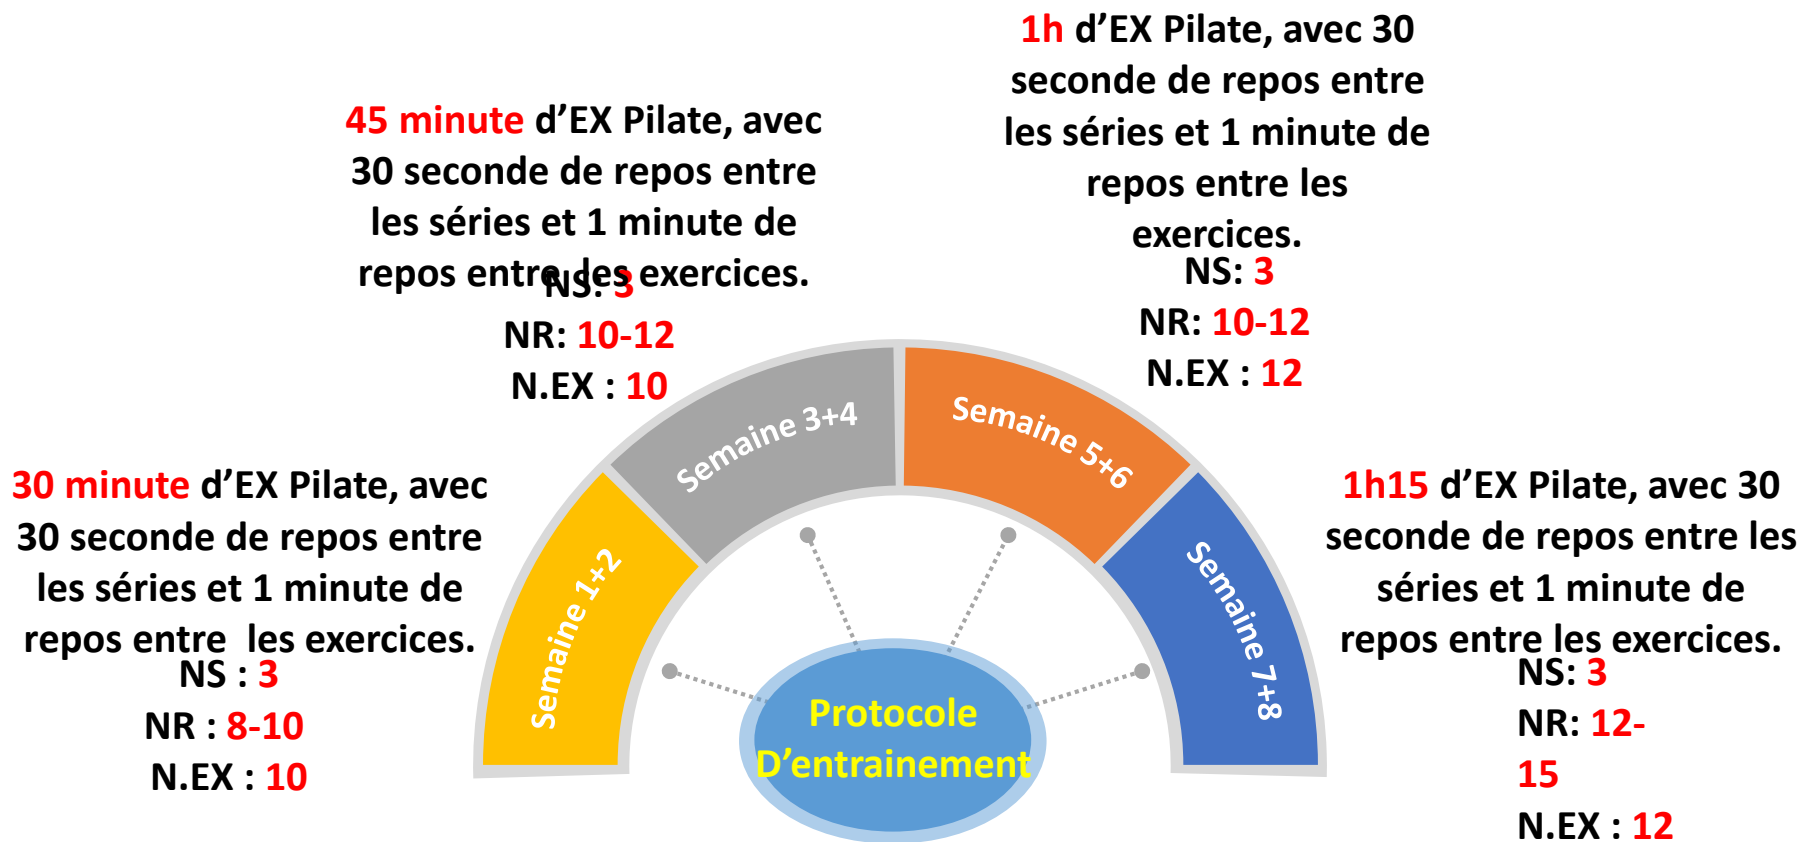 30 minute d’EX Pilate, avec
30 seconde de repos entre
les séries et 1 minute de
repos entre  les exercices.
NS : 3
NR : 8-10
N.EX : 10
45 minute d’EX Pilate, avec
30 seconde de repos entre
les séries et 1 minute de
repos entre les exercices.
NS: 3
NR: 10-12
N.EX : 10
1h d’EX Pilate, avec 30
seconde de repos entre
les séries et 1 minute de
repos entre les
exercices.
NS: 3
NR: 10-12
N.EX : 12
1h15 d’EX Pilate, avec 30
seconde de repos entre les
séries et 1 minute de
repos entre les exercices.
NS: 3
NR: 12-
15
N.EX : 12
Semaine 1+2
Semaine 3+4
Semaine 5+6
Semaine 7+8
Protocole
D’entrainement